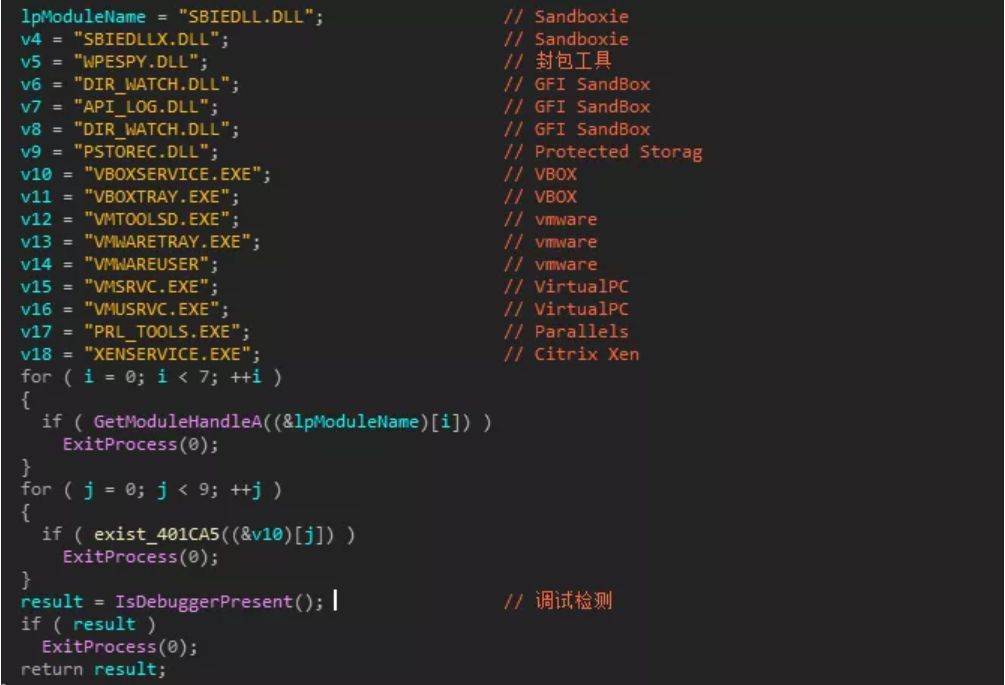 lpModuleName = "SBIEDLL.DLL"; // Sandboxie
v4 = "SBIEDLLX.DLL"; // Sandboxie
v5 = "WPESPY.DLL"; // 封包工具
v6 = "DIR_WATCH.DLL"; // GFI SandBox
v7 = "API_LOG.DLL"; // GFI SandBox
v8 = "DIR_WATCH.DLL"; // GFI SandBox
v9 = "PSTOREC.DLL"; // Protected Storag
v10 = "VBOXSERVICE.EXE"; // VBOX
v11 = "VBOXTRAY.EXE"; // VBOX
v12 = "VMTOOLSD.EXE"; // vmware
v13 = "VMWARETRAY.EXE"; // vmware
v14 = "VMWAREUSER"; // vmware
v15 = "VMSRVC.EXE"; // VirtualPC
v16 = "VMUSRVC.EXE"; // VirtualPC
v17 = "PRL_TOOLS.EXE"; // Parallels
v18 = "XENSERVICE.EXE"; // Citrix Xen
for ( i = 0; i < 7; ++i )
{
if ( GetModuleHandleA((&lpModuleName)[i]) )
ExitProcess(0);
}
for ( j = 0; j < 9; ++j )
{
if ( exist_401CA5((&v10)[j]) )
ExitProcess(0);
}
result = IsDebuggerPresent(); // 调试检测
if ( result )
ExitProcess(0);
return result;